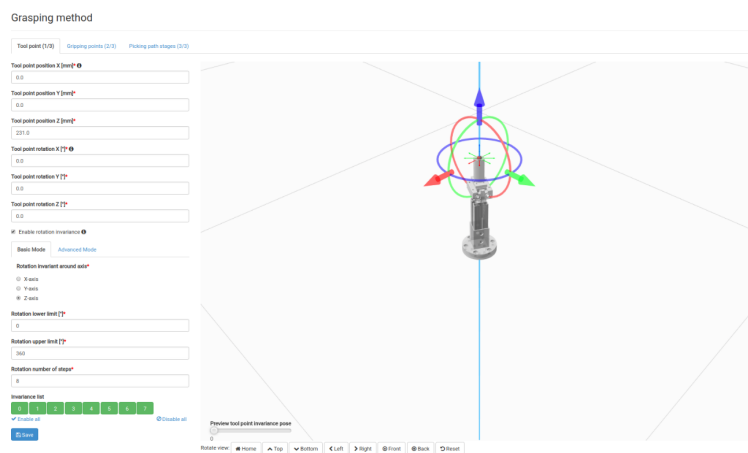 Grasping method
Tool point (1/3) Gripping points (2/3) Picking path stages (3/3)
Tool point position X [mm]*
0.0
Tool point position Y [mm]*
0.0
Tool point position Z [mm]*
231.0
Tool point rotation X [°]*
0.0
Tool point rotation Y [°]*
0.0
Tool point rotation Z [°]*
0.0
Enable rotation invariance
Basic Mode Advanced Mode
Rotation invariant around axis*
X-axis
Y-axis
Z-axis
Rotation lower limit [°]*
0
Rotation upper limit [°]*
360
Rotation number of steps*
8
Invariance list
0 1 2 3 4 5 6 7
Enable all Disable all
Save
Preview tool point invariance pose
0
Rotate view: Home Top Bottom Left Right Front Back Reset